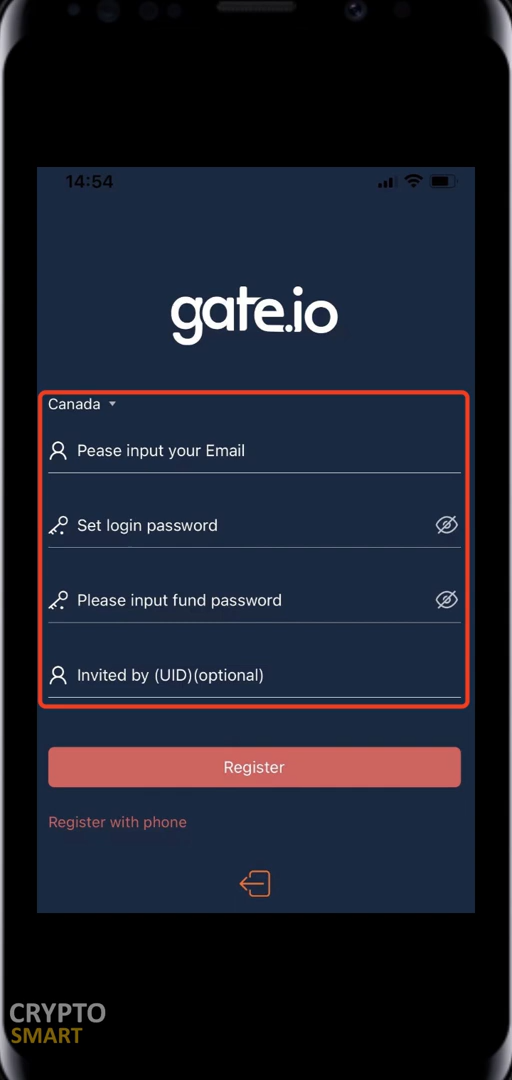 14:54
gate.io
Canada
Pease input your Email
Set login password
Please input fund password
Invited by (UID)(optional)
Register
Register with phone
CRYPTO
SMART